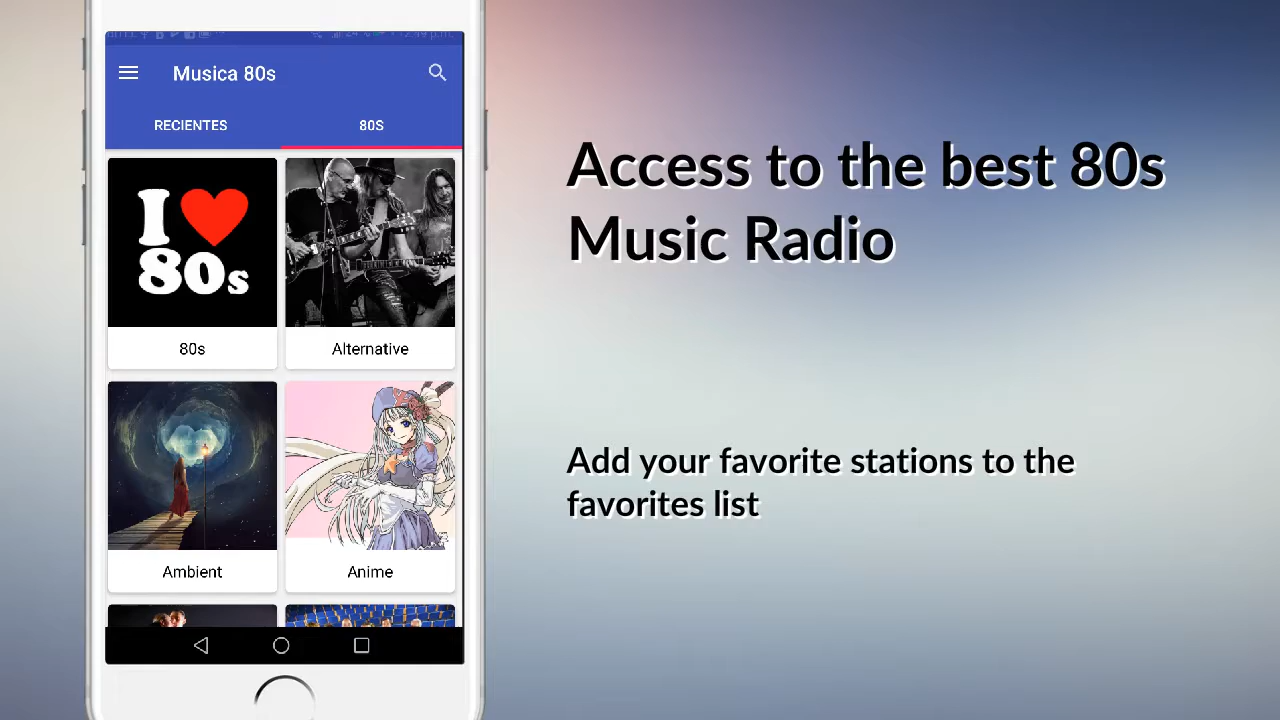 Musica 80s
RECIENTES 80S
I
80s
80s Alternative
Ambient Anime
Access to the best 80s
Music Radio
Add your favorite stations to the
favorites list